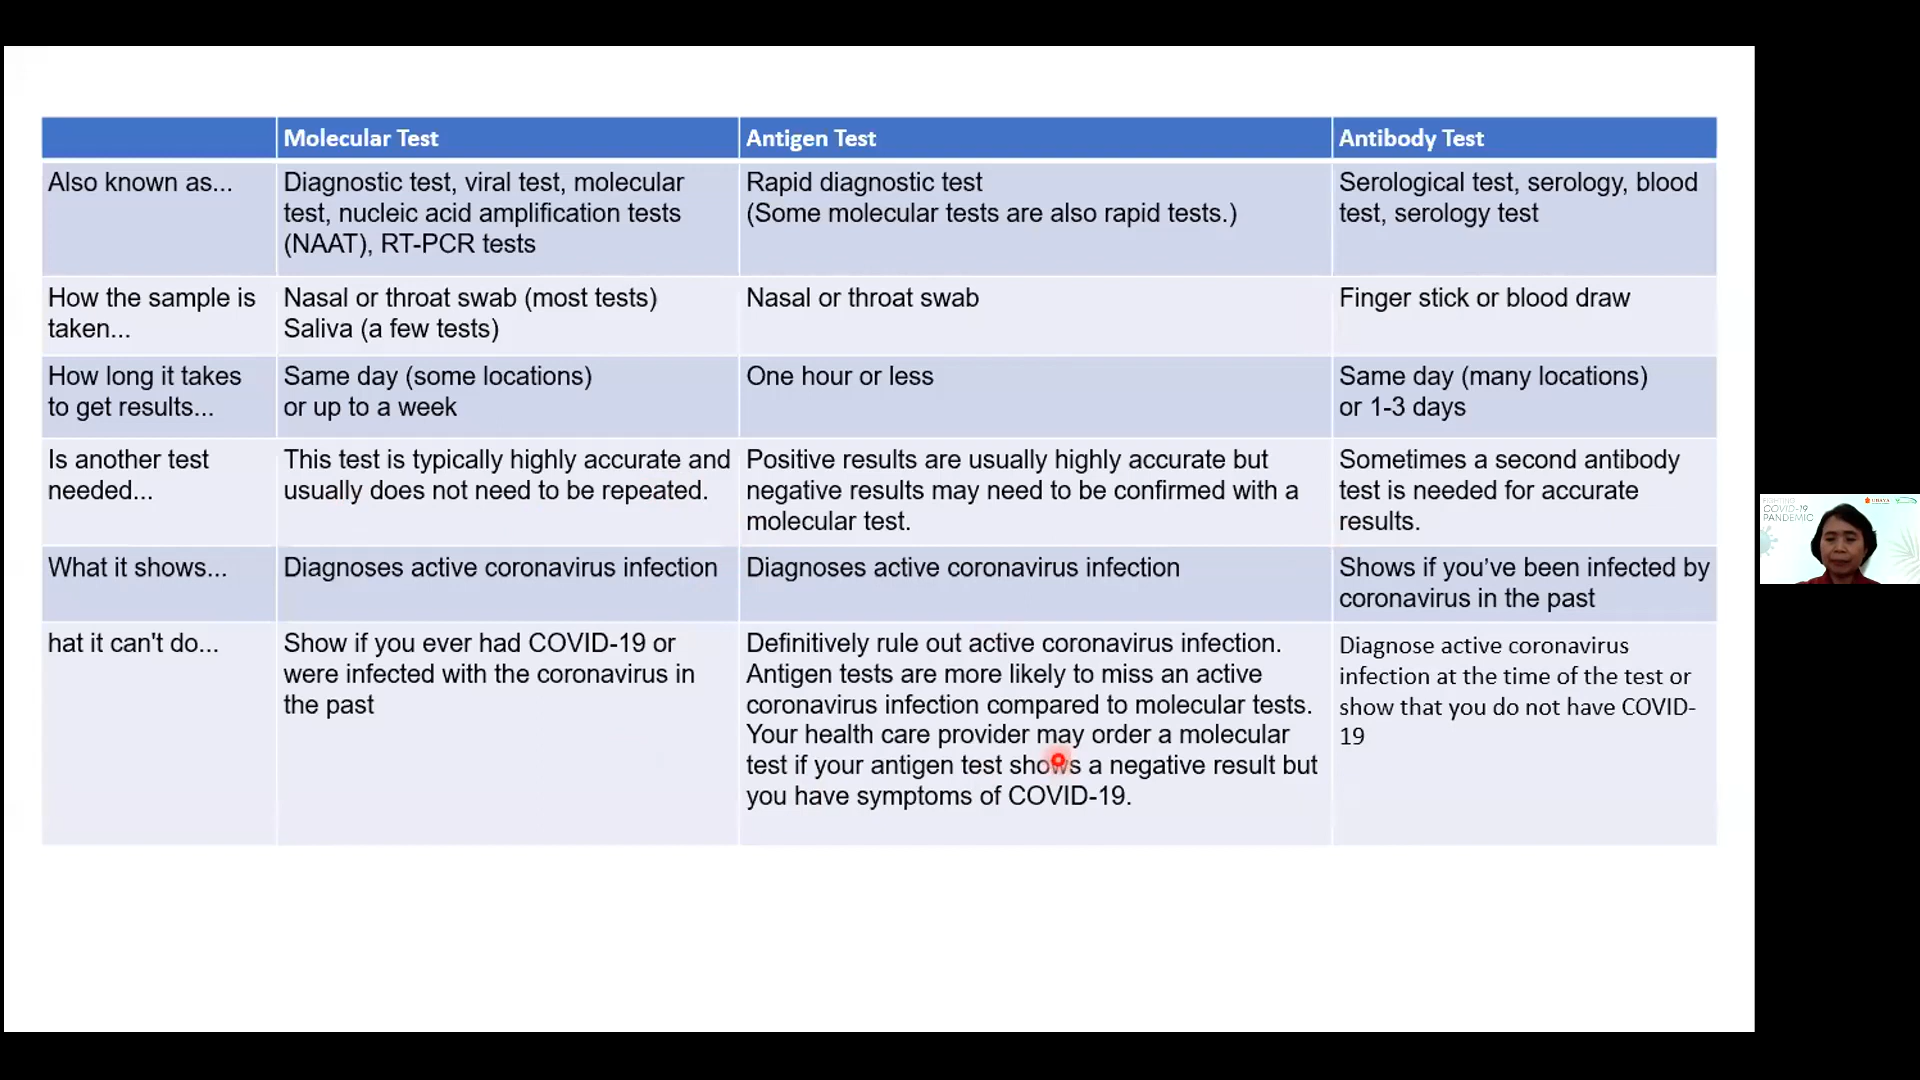 Molecular Test
Antigen Test
Antibody Test
Also known as...
Diagnostic test, viral test, molecular
test, nucleic acid amplification tests
(NAAT), RT-PCR tests
Rapid diagnostic test
(Some molecular tests are also rapid tests.)
Serological test, serology, blood
test, serology test
How the sample is
taken...
Nasal or throat swab (most tests)
Saliva (a few tests)
Nasal or throat swab
Finger stick or blood draw
How long it takes
to get results...
Same day (some locations)
or up to a week
One hour or less
Same day (many locations)
or 1-3 days
Is another test
needed...
This test is typically highly accurate and
usually does not need to be repeated.
Positive results are usually highly accurate but
negative results may need to be confirmed with a
molecular test.
Sometimes a second antibody
test is needed for accurate
results.
What it shows...
Diagnoses active coronavirus infection
Diagnoses active coronavirus infection
Shows if you’ve been infected by
coronavirus in the past
hat it can't do...
Show if you ever had COVID-19 or
were infected with the coronavirus in
the past
Definitively rule out active coronavirus infection.
Antigen tests are more likely to miss an active
coronavirus infection compared to molecular tests.
Your health care provider may order a molecular
test if your antigen test shows a negative result but
you have symptoms of COVID-19.
Diagnose active coronavirus
infection at the time of the test or
show that you do not have COVID-
19
FIGHTING
COVID-19
PANDEMIC
UBAYA